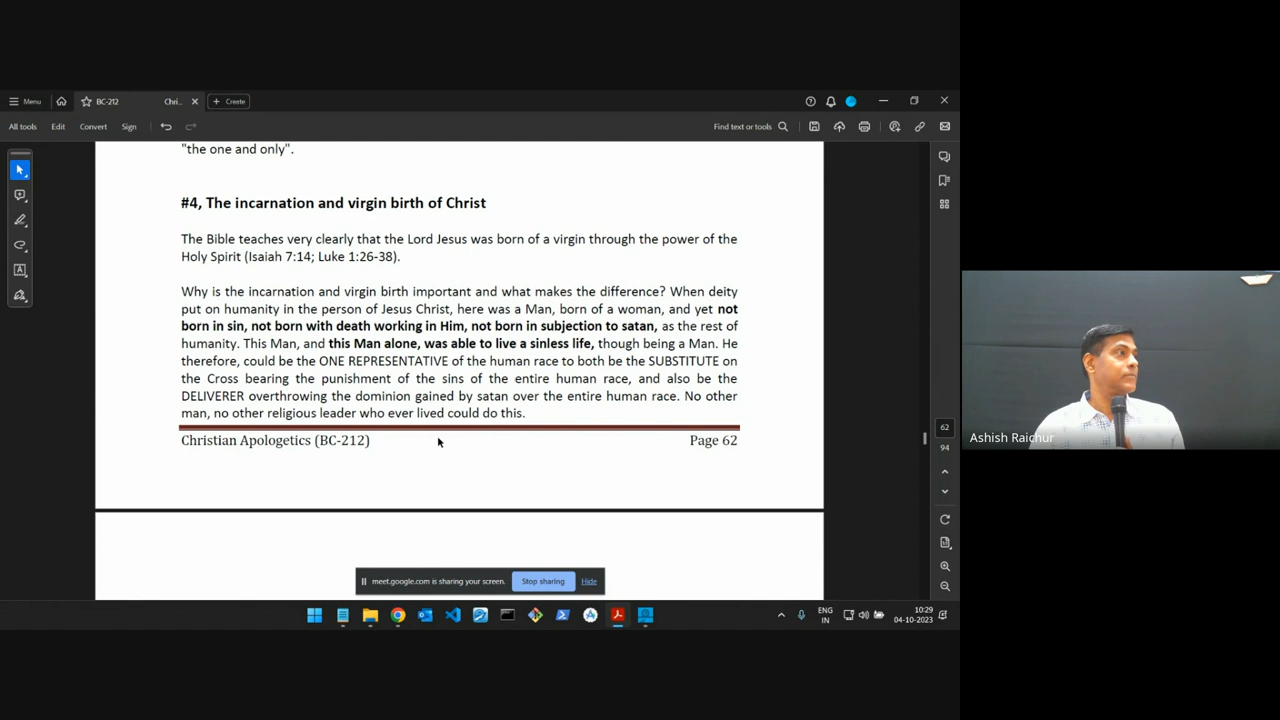 Menu
BC-212
Chri...
Create
All tools
Edit
Convert
Sign
Find text or tools
"the one and only".
#4, The incarnation and virgin birth of Christ
The Bible teaches very clearly that the Lord Jesus was born of a virgin through the power of the
Holy Spirit (Isaiah 7:14; Luke 1:26-38).
Why is the incarnation and virgin birth important and what makes the difference? When deity
put on humanity in the person of Jesus Christ, here was a Man, born of a woman, and yet not
born in sin, not born with death working in Him, not born in subjection to satan, as the rest of
humanity. This Man, and this Man alone, was able to live a sinless life, though being a Man. He
therefore, could be the ONE REPRESENTATIVE of the human race to both be the SUBSTITUTE on
the Cross bearing the punishment of the sins of the entire human race, and also be the
DELIVERER overthrowing the dominion gained by satan over the entire human race. No other
man, no other religious leader who ever lived could do this.
Christian Apologetics (BC-212)
Page 62
62
94
Ashish Raichur
meet.google.com is sharing your screen.
Stop sharing
Hide
ENG
IN
10:29
04-10-2023